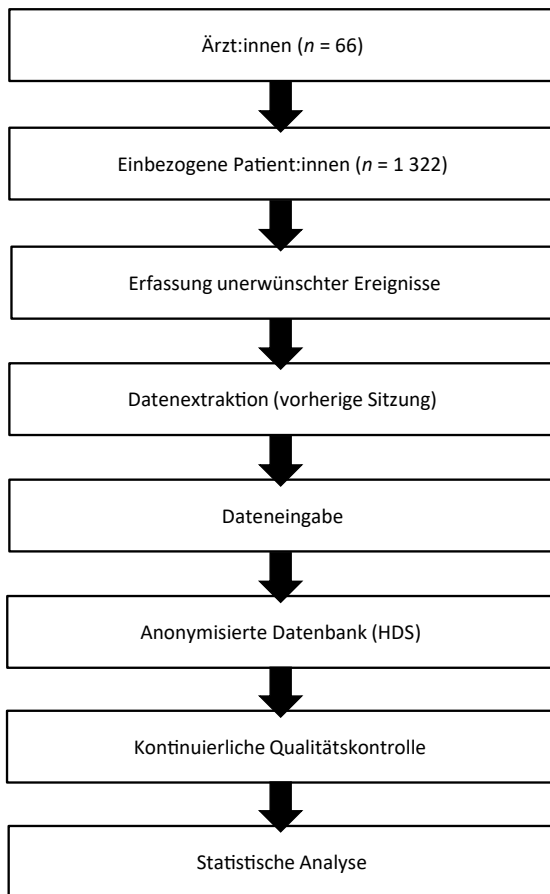 Ärzt:innen (n = 66)
Einbezogene Patient:innen (n = 1 322)
Erfassung unerwünschter Ereignisse
Datenextraktion (vorherige Sitzung)
Dateneingabe
Anonymisierte Datenbank (HDS)
Kontinuierliche Qualitätskontrolle
Statistische Analyse